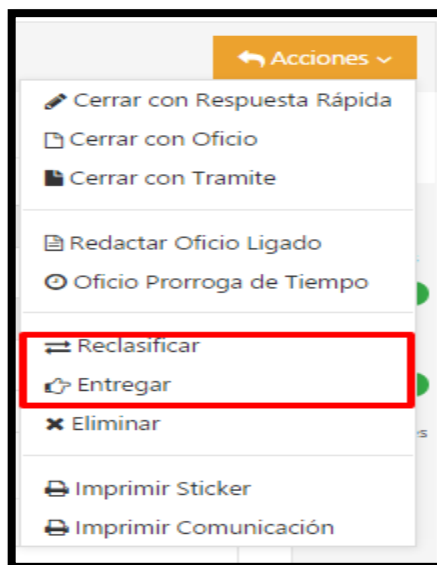 Acciones
Cerrar con Respuesta Rápida
Cerrar con Oficio
Cerrar con Tramite
Redactar Oficio Ligado
Oficio Prorroga de Tiempo
Reclasificar
Entregar
Eliminar
Imprimir Sticker
Imprimir Comunicación